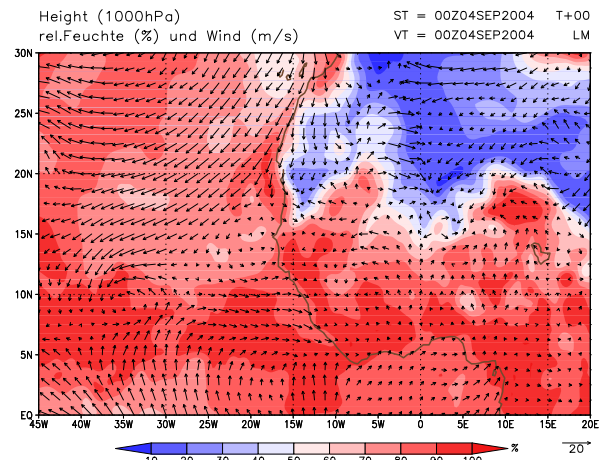 Height (1000hPa)
ST = 00Z04SEP2004 T+00
rel.Feuchte (%) und Wind (m/s)
VT = 00Z04SEP2004 LM
30N
25N
20N
15N
10N
5N
EQ
45W 40W 35W 30W 25W 20W 15W 10W 5W 0 5E 10E 15E 20E
10 20 30 40 50 60 70 80 90 100 %
20